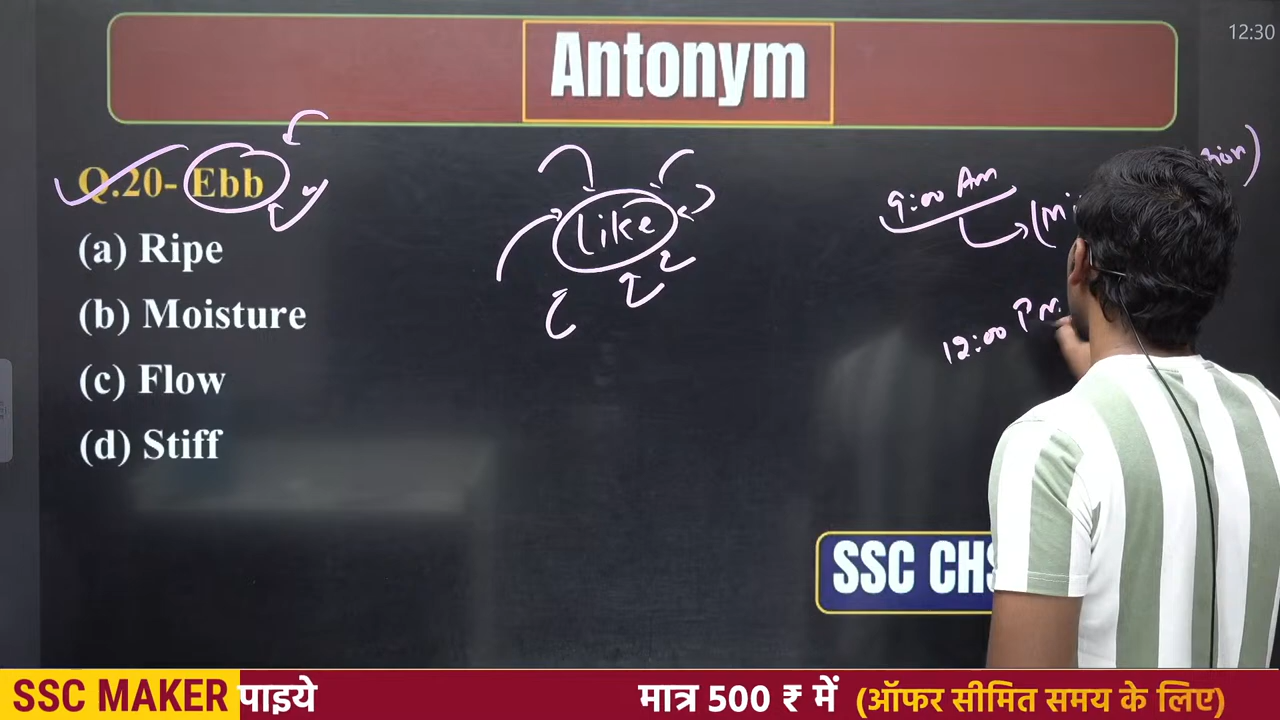 12:30
Antonym
Q.20- Ebb
(a) Ripe
(b) Moisture
(c) Flow
(d) Stiff
like
9:00 Am
12:00 Pm
SSC CHS
SSC MAKER पाइये मात्र 500 ₹ में (ऑफर सीमित समय के लिए)